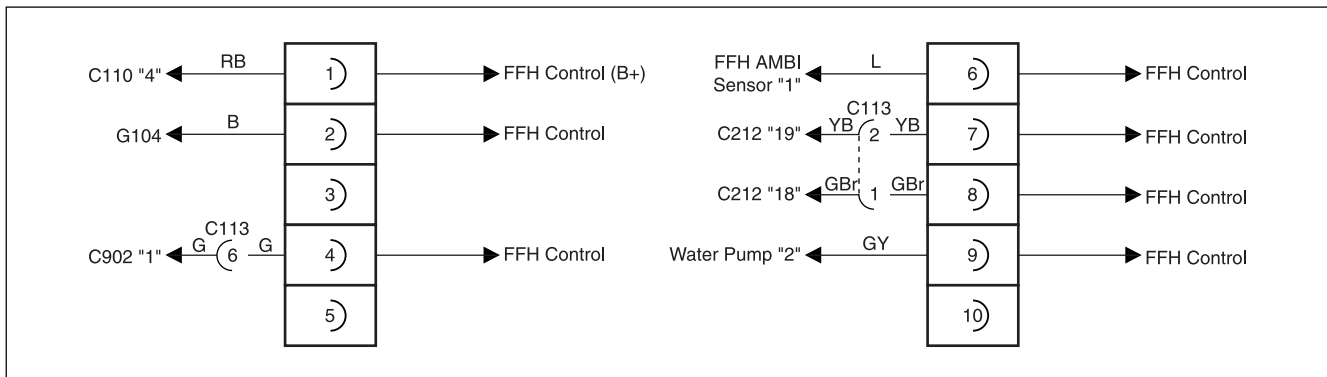 C110 "4" RB 1 FFH Control (B+)
G104 B 2 FFH Control
3
C113
C902 "1" G 6 G 4 FFH Control
5
FFH AMBI
Sensor "1" L 6 FFH Control
C113
C212 "19" YB 2 YB 7 FFH Control
C212 "18" GBr 1 GBr 8 FFH Control
Water Pump "2" GY 9 FFH Control
10